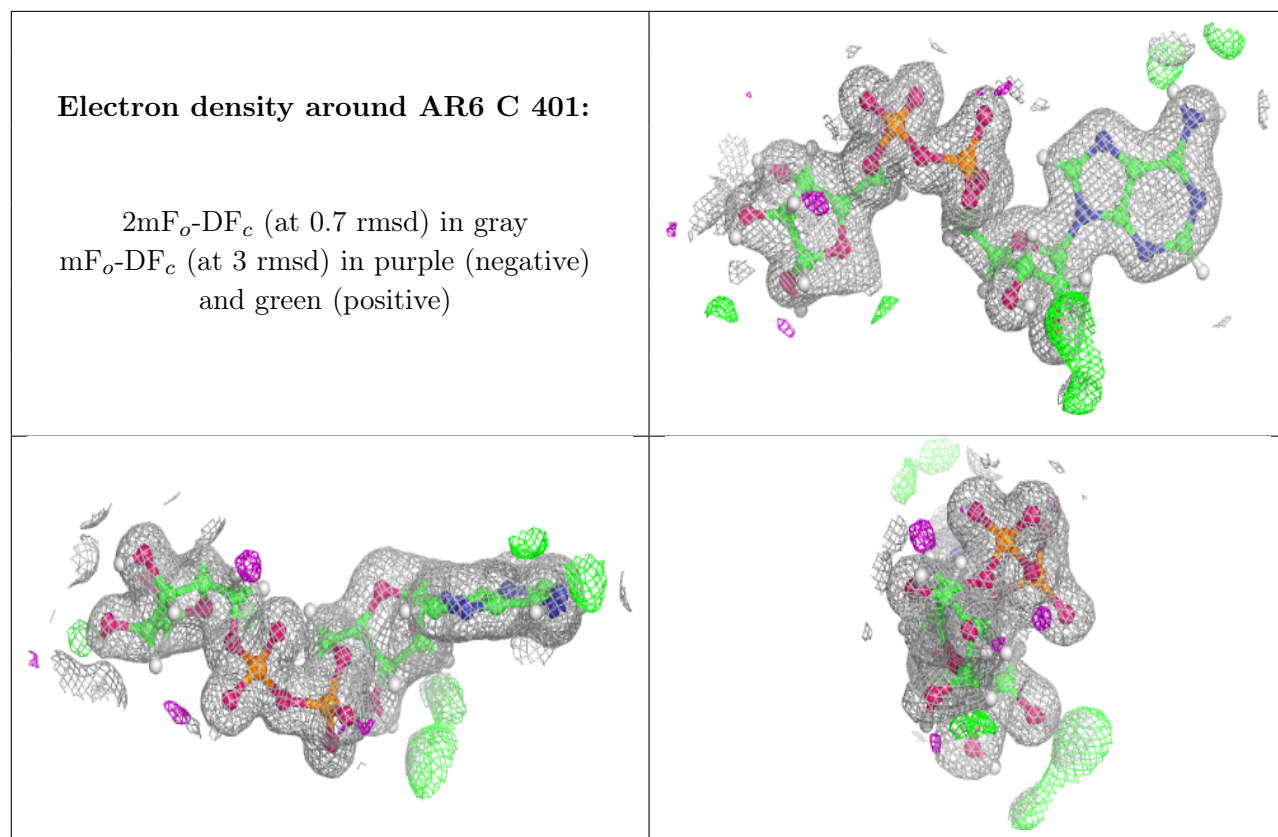 Electron density around AR6 C 401:
2mFo-DFc (at 0.7 rmsd) in gray
mFo-DFc (at 3 rmsd) in purple (negative)
and green (positive)